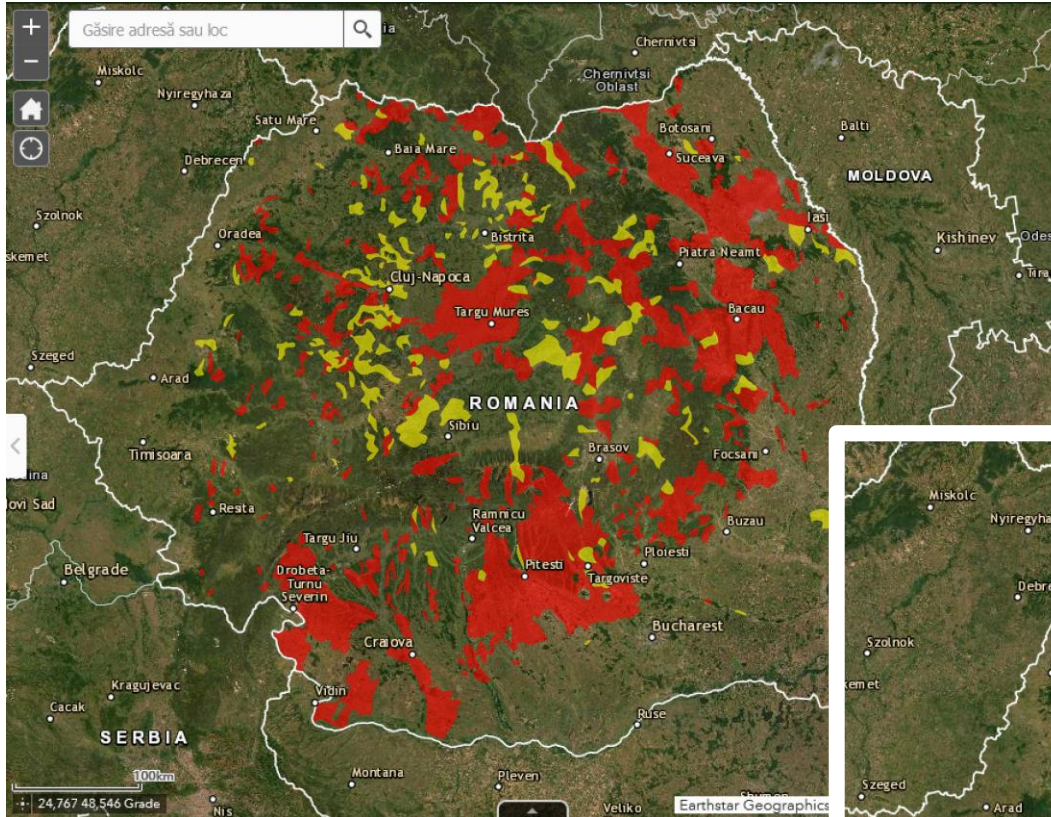 +
Găsire adresă sau loc
Chernivtsi
Miskolc
Chernivtsi
Oblast
Nyiregyhaza
Satu Mare
Botosani
Balti
Baia Mare
Debrecen
Suceava
MOLDOVA
Szolnok
Iasi
Oradea
Bistrita
Kishinev
Odes
skemet
Piatra Neamt
Cluj-Napoca
Tira
Targu Mures
Bacau
Szeged
Arad
ROMANIA
Sibiu
Timisoara
Brasov
Focsani
ovi Sad
Resita
Ramnicu
Valcea
Miskolc
Buzau
Nyiregyha
Targu Jiu
Ploiesti
Belgrade
Drobeta-
Turnu
Severin
Pitesti
Targoviste
Debre
Bucharest
Craiova
Szolnok
Kragujevac
Vidin
kemet
Cacak
Ruse
SERBIA
100km
Montana
Pleven
Szeged
24,767 48,546 Grade
Nis
Veliko
Earthstar Geographics
Arad